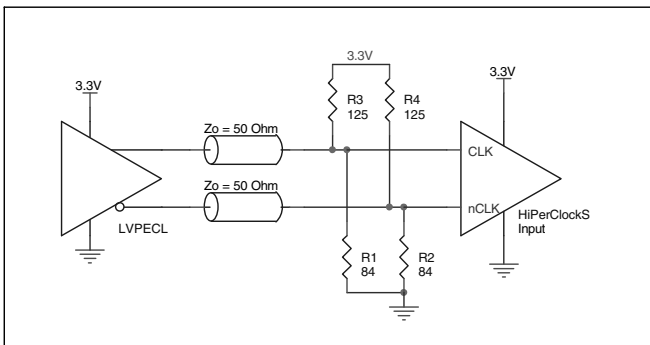 3.3V
3.3V
3.3V
R3
125
R4
125
Zo = 50 Ohm
CLK
Zo = 50 Ohm
nCLK
HiPerClockS
Input
LVPECL
R1
84
R2
84